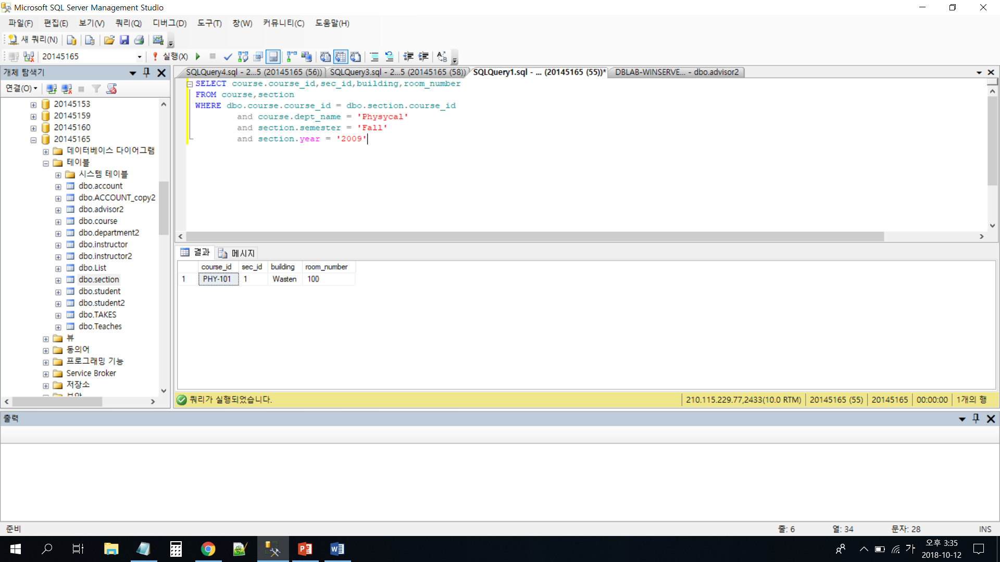 Microsoft SQL Server Management Studio
파일(F) 편집(E) 보기(V) 쿼리(Q) 디버그(D) 도구(T) 창(W) 커뮤니티(C) 도움말(H)
새 쿼리(N)
20145165 실행(X)
개체 탐색기
연결(O)
20145153
20145159
20145160
20145165
데이터베이스 다이어그램
테이블
시스템 테이블
dbo.account
dbo.ACCOUNT_copy2
dbo.advisor2
dbo.course
dbo.department2
dbo.instructor
dbo.instructor2
dbo.List
dbo.section
dbo.student
dbo.student2
dbo.TAKES
dbo.Teaches
뷰
동의어
프로그래밍 기능
Service Broker
저장소
SQLQuery4.sql - 2...5 (20145165 (56)) SQLQuery3.sql - 2...5 (20145165 (58)) SQLQuery1.sql - ... (20145165 (55))* DBLAB-WINSERVE... - dbo.advisor2
SELECT course.course_id,sec_id,building,room_number
FROM course,section
WHERE dbo.course.course_id = dbo.section.course_id
and course.dept_name = 'Physycal'
and section.semester = 'Fall'
and section.year = '2009'
결과 메시지
course_id sec_id building room_number
1 PHY-101 1 Wasten 100
쿼리가 실행되었습니다. 210.115.229.77,2433(10.0 RTM) 20145165 (55) 20145165 00:00:00 1개의 행
출력
준비 줄: 6 열: 34 문자: 28 INS
가 오후 3:35
2018-10-12